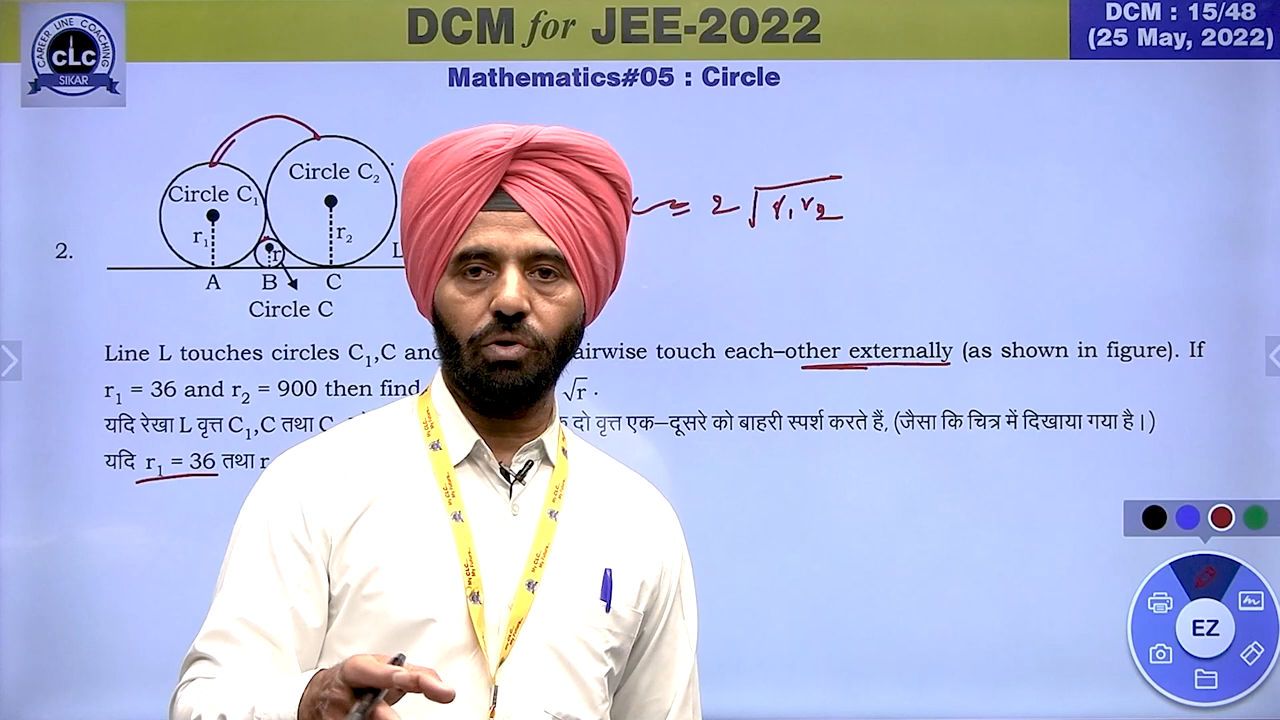 DCM for JEE-2022
DCM : 15/48
(25 May, 2022)
CAREER LINE COACHING
CLC
SIKAR
Mathematics#05 : Circle
Circle C₁
Circle C₂
= 2√r₁r₂
r₁
r
r₂
L
2.
A B C
Circle C
Line L touches circles C₁,C and airwise touch each–other externally (as shown in figure). If
r₁ = 36 and r₂ = 900 then find √r .
यदि रेखा L वृत्त C₁,C तथा C दो वृत्त एक–दूसरे को बाहरी स्पर्श करते हैं, (जैसा कि चित्र में दिखाया गया है।)
यदि r₁ = 36 तथा r
EZ